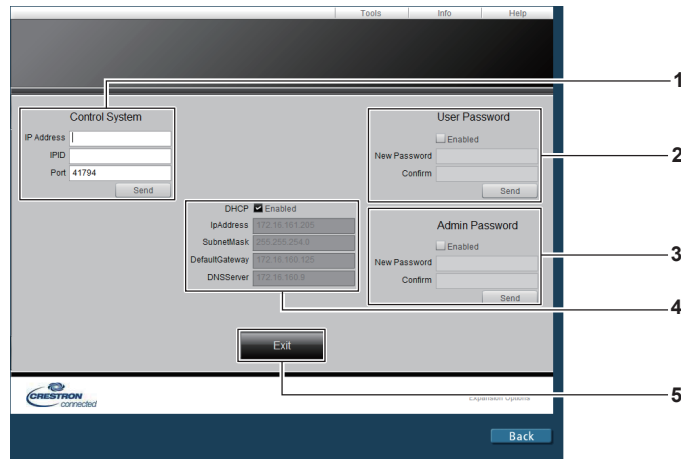 Tools Info Help
1
Control System
IP Address
IPID
Port 41794
Send
User Password
Enabled
New Password
Confirm
Send
2
DHCP Enabled
IpAddress 172.16.161.205
SubnetMask 255.255.254.0
DefaultGateway 172.16.160.125
DNSServer 172.16.160.9
Admin Password
Enabled
New Password
Confirm
Send
3
4
Exit
5
CRESTRON
connected
Expansion Options
Back